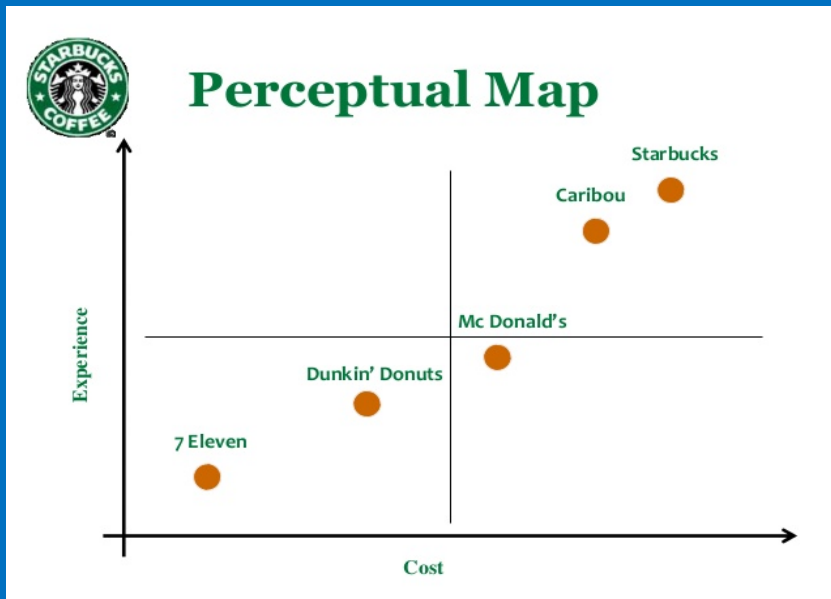 STARBUCKS
COFFEE
Perceptual Map
Starbucks
Caribou
Mc Donald's
Dunkin' Donuts
7 Eleven
Experience
Cost